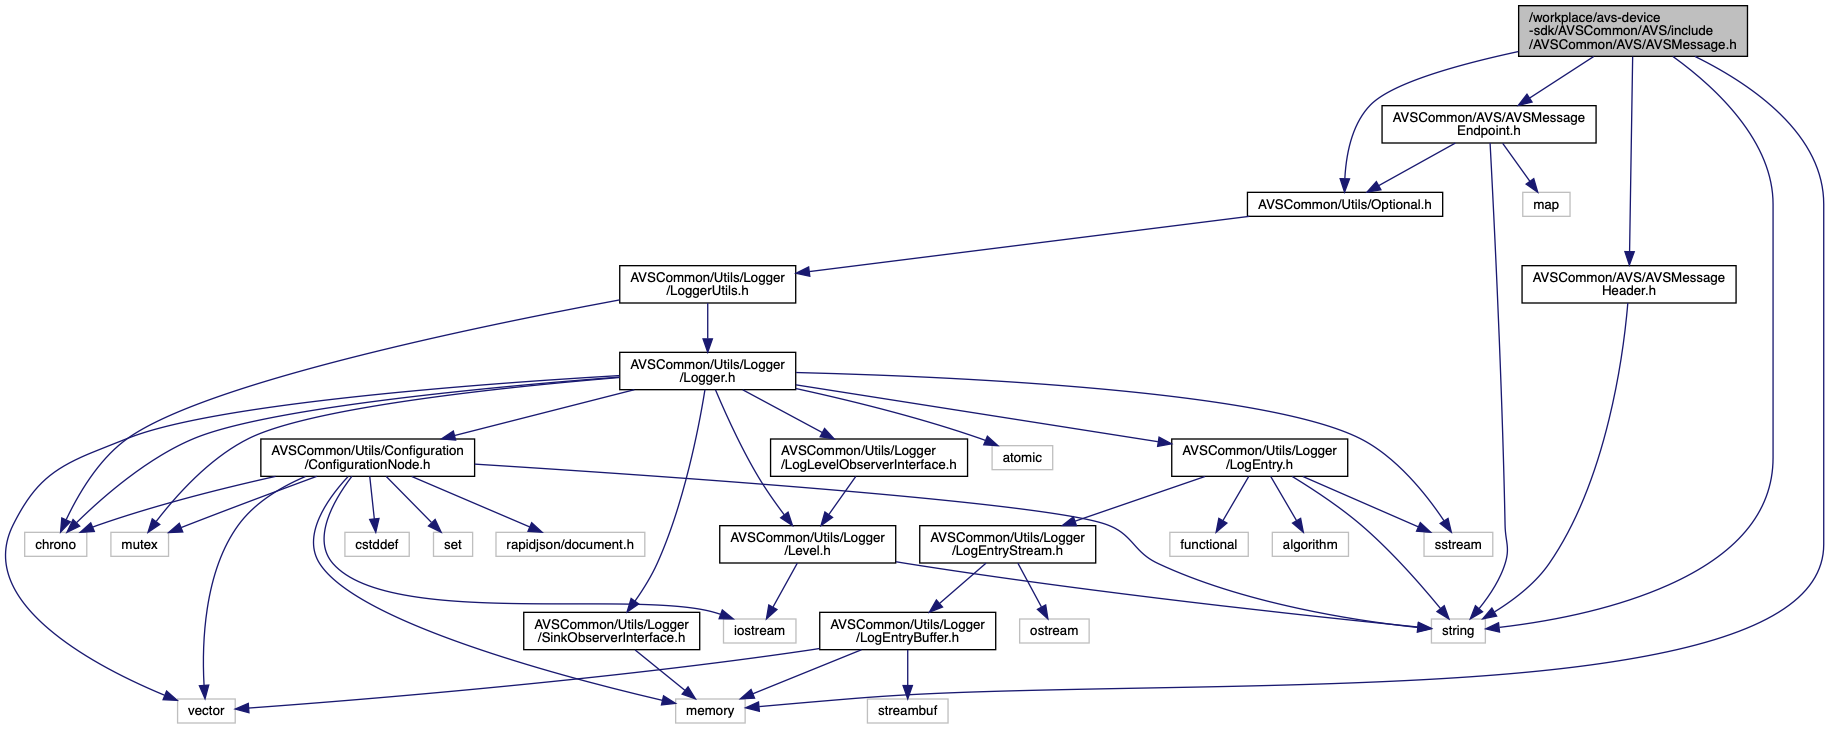 /workplace/avs-device
-sdk/AVSCommon/AVS/include
/AVSCommon/AVS/AVSMessage.h
AVSCommon/AVS/AVSMessage
Endpoint.h
AVSCommon/Utils/Optional.h
map
AVSCommon/Utils/Logger
/LoggerUtils.h
AVSCommon/AVS/AVSMessage
Header.h
AVSCommon/Utils/Logger
/Logger.h
AVSCommon/Utils/Configuration
/ConfigurationNode.h
AVSCommon/Utils/Logger
/LogLevelObserverInterface.h
atomic
AVSCommon/Utils/Logger
/LogEntry.h
chrono
mutex
cstddef
set
rapidjson/document.h
AVSCommon/Utils/Logger
/Level.h
AVSCommon/Utils/Logger
/LogEntryStream.h
functional
algorithm
sstream
AVSCommon/Utils/Logger
/SinkObserverInterface.h
iostream
AVSCommon/Utils/Logger
/LogEntryBuffer.h
ostream
string
vector
memory
streambuf